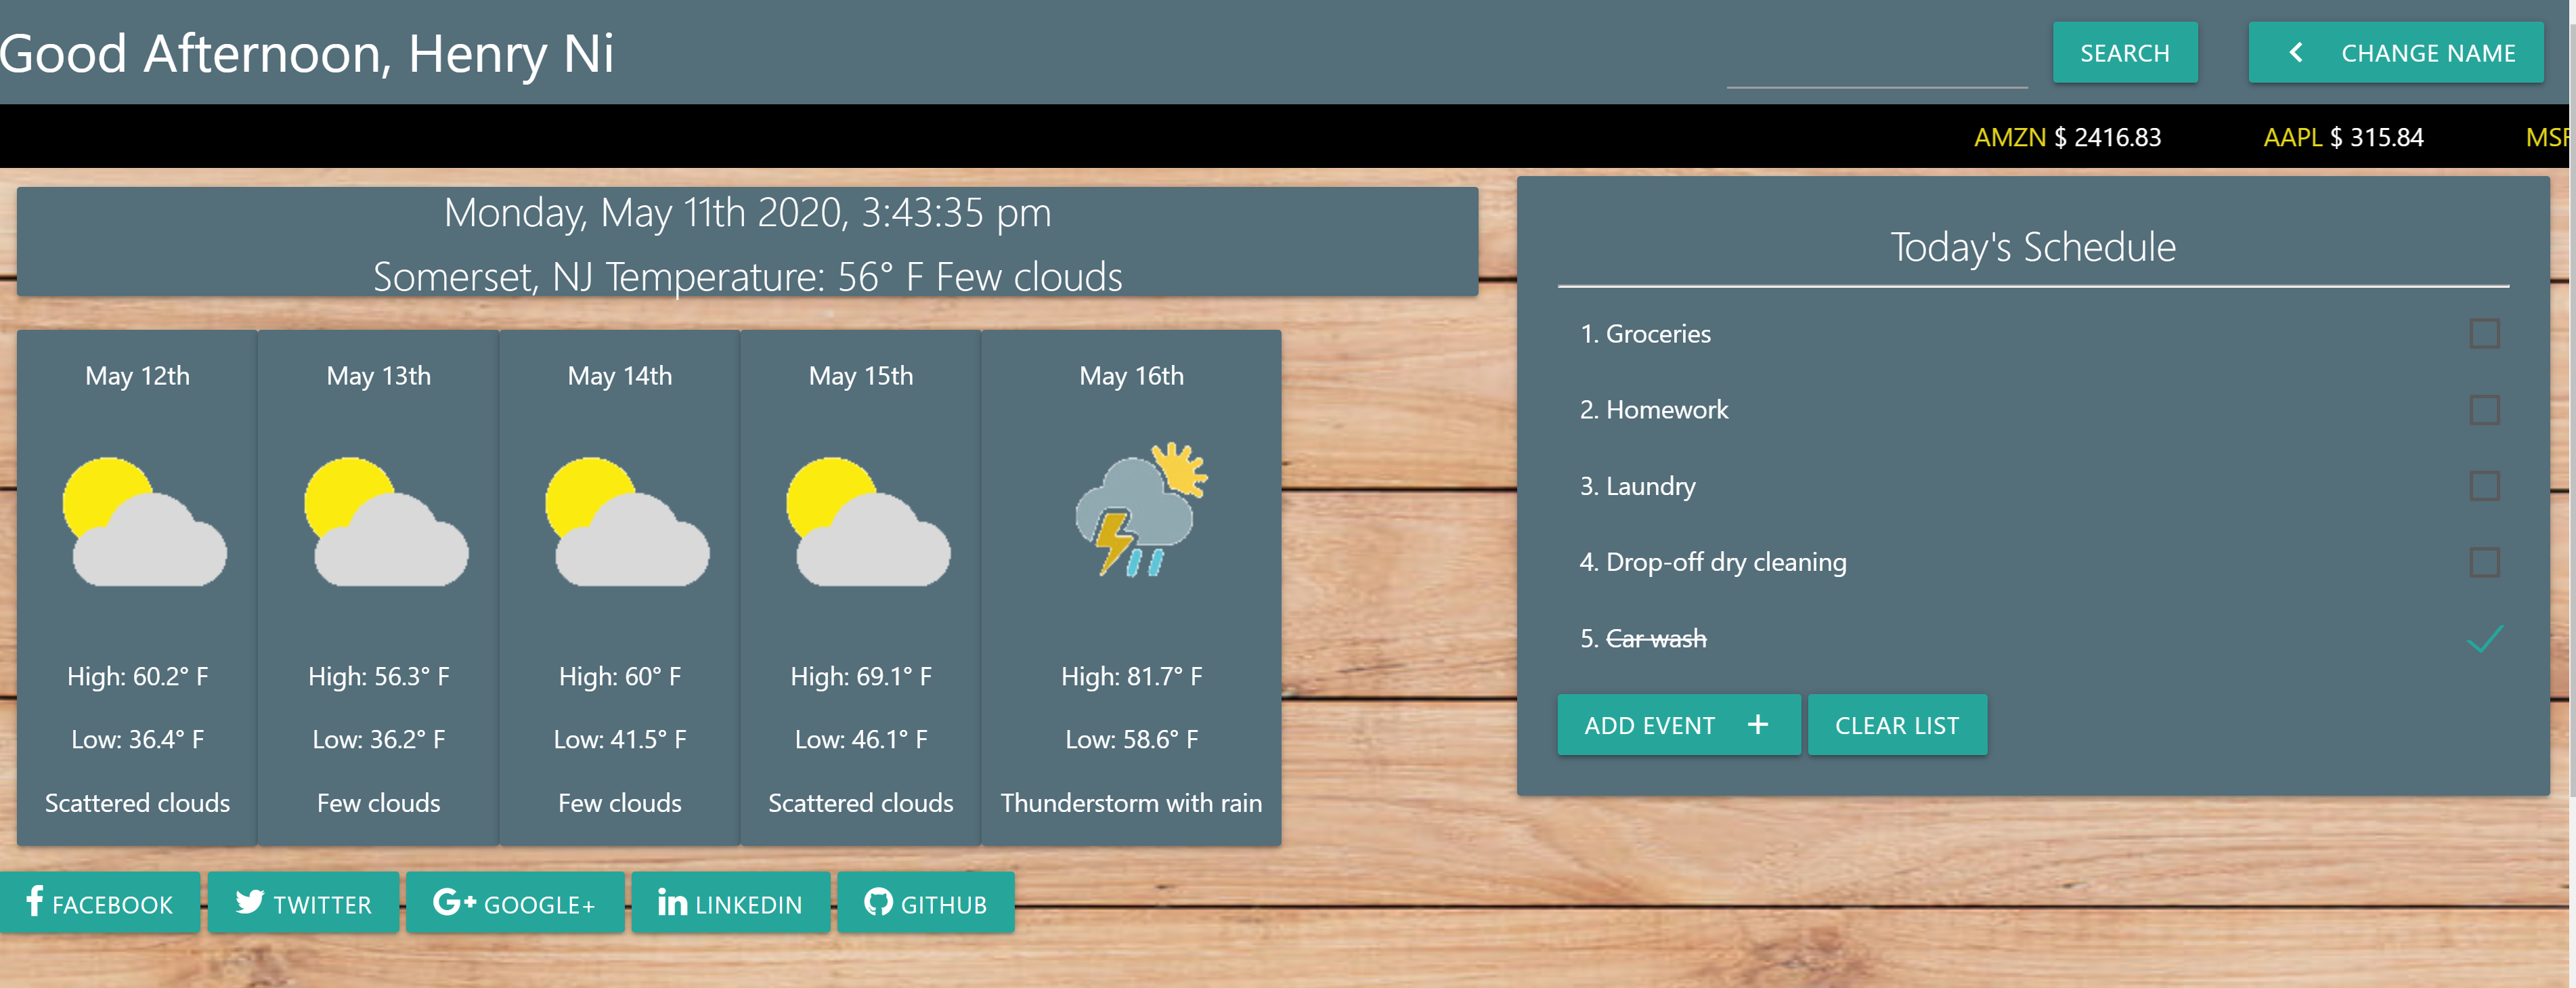 Good Afternoon, Henry Ni
SEARCH
CHANGE NAME
AMZN $ 2416.83 AAPL $ 315.84
Monday, May 11th 2020, 3:43:35 pm
Somerset, NJ Temperature: 56° F Few clouds
May 12th
High: 60.2° F
Low: 36.4° F
Scattered clouds
May 13th
High: 56.3° F
Low: 36.2° F
Few clouds
May 14th
High: 60° F
Low: 41.5° F
Few clouds
May 15th
High: 69.1° F
Low: 46.1° F
Scattered clouds
May 16th
High: 81.7° F
Low: 58.6° F
Thunderstorm with rain
Today's Schedule
1. Groceries
2. Homework
3. Laundry
4. Drop-off dry cleaning
5. Car wash
ADD EVENT +
CLEAR LIST
FACEBOOK
TWITTER
G+ GOOGLE+
in LINKEDIN
GITHUB